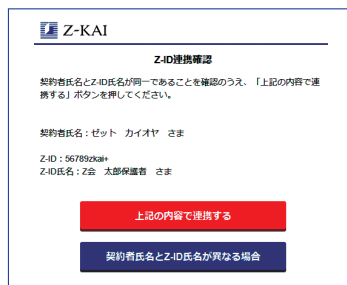 Z-KAI
Z-ID連携確認
契約者氏名とZ-ID氏名が同一であることを確認のうえ、「上記の内容で連
携する」ボタンを押してください。
契約者氏名：ゼット　カイオヤ　さま
Z-ID：56789zkai+
Z-ID氏名：Z会　太郎保護者　さま
上記の内容で連携する
契約者氏名とZ-ID氏名が異なる場合